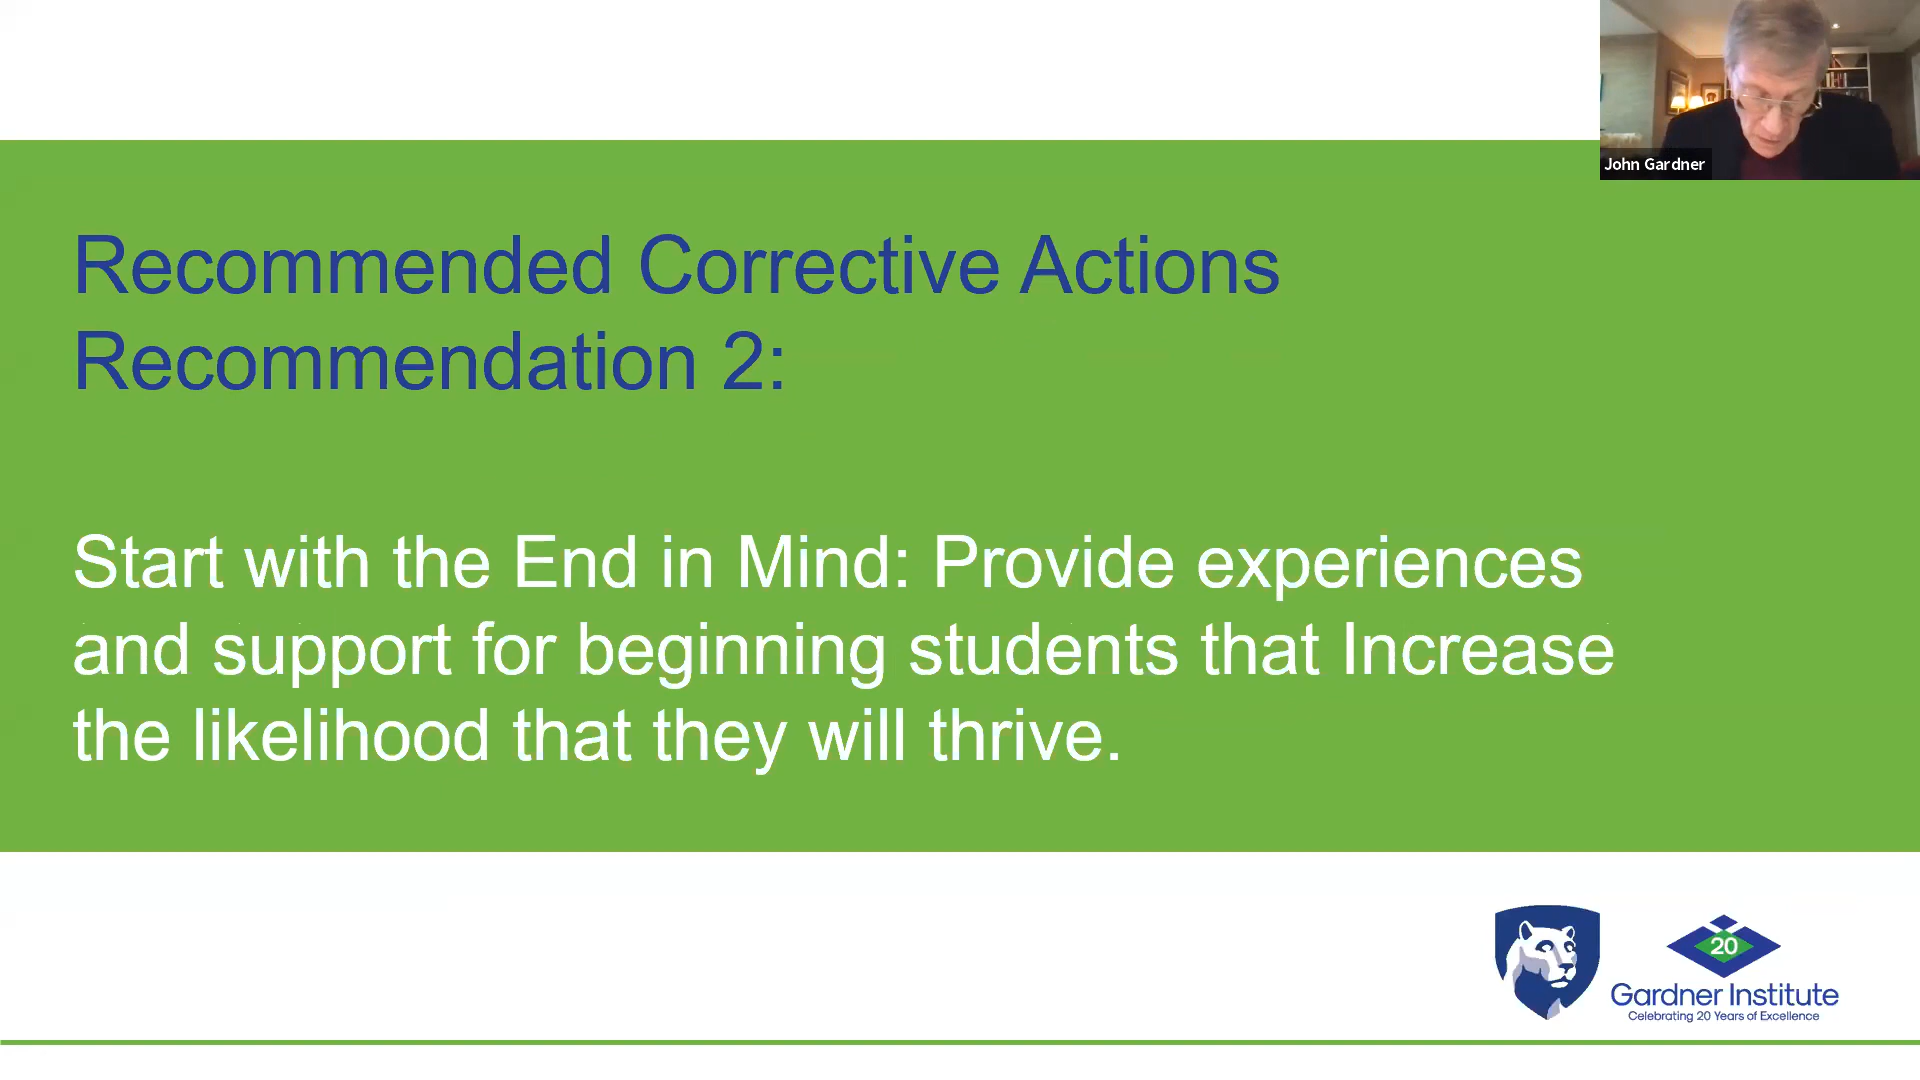 John Gardner
Recommended Corrective Actions
Recommendation 2:
Start with the End in Mind: Provide experiences
and support for beginning students that Increase
the likelihood that they will thrive.
20
Gardner Institute
Celebrating 20 Years of Excellence